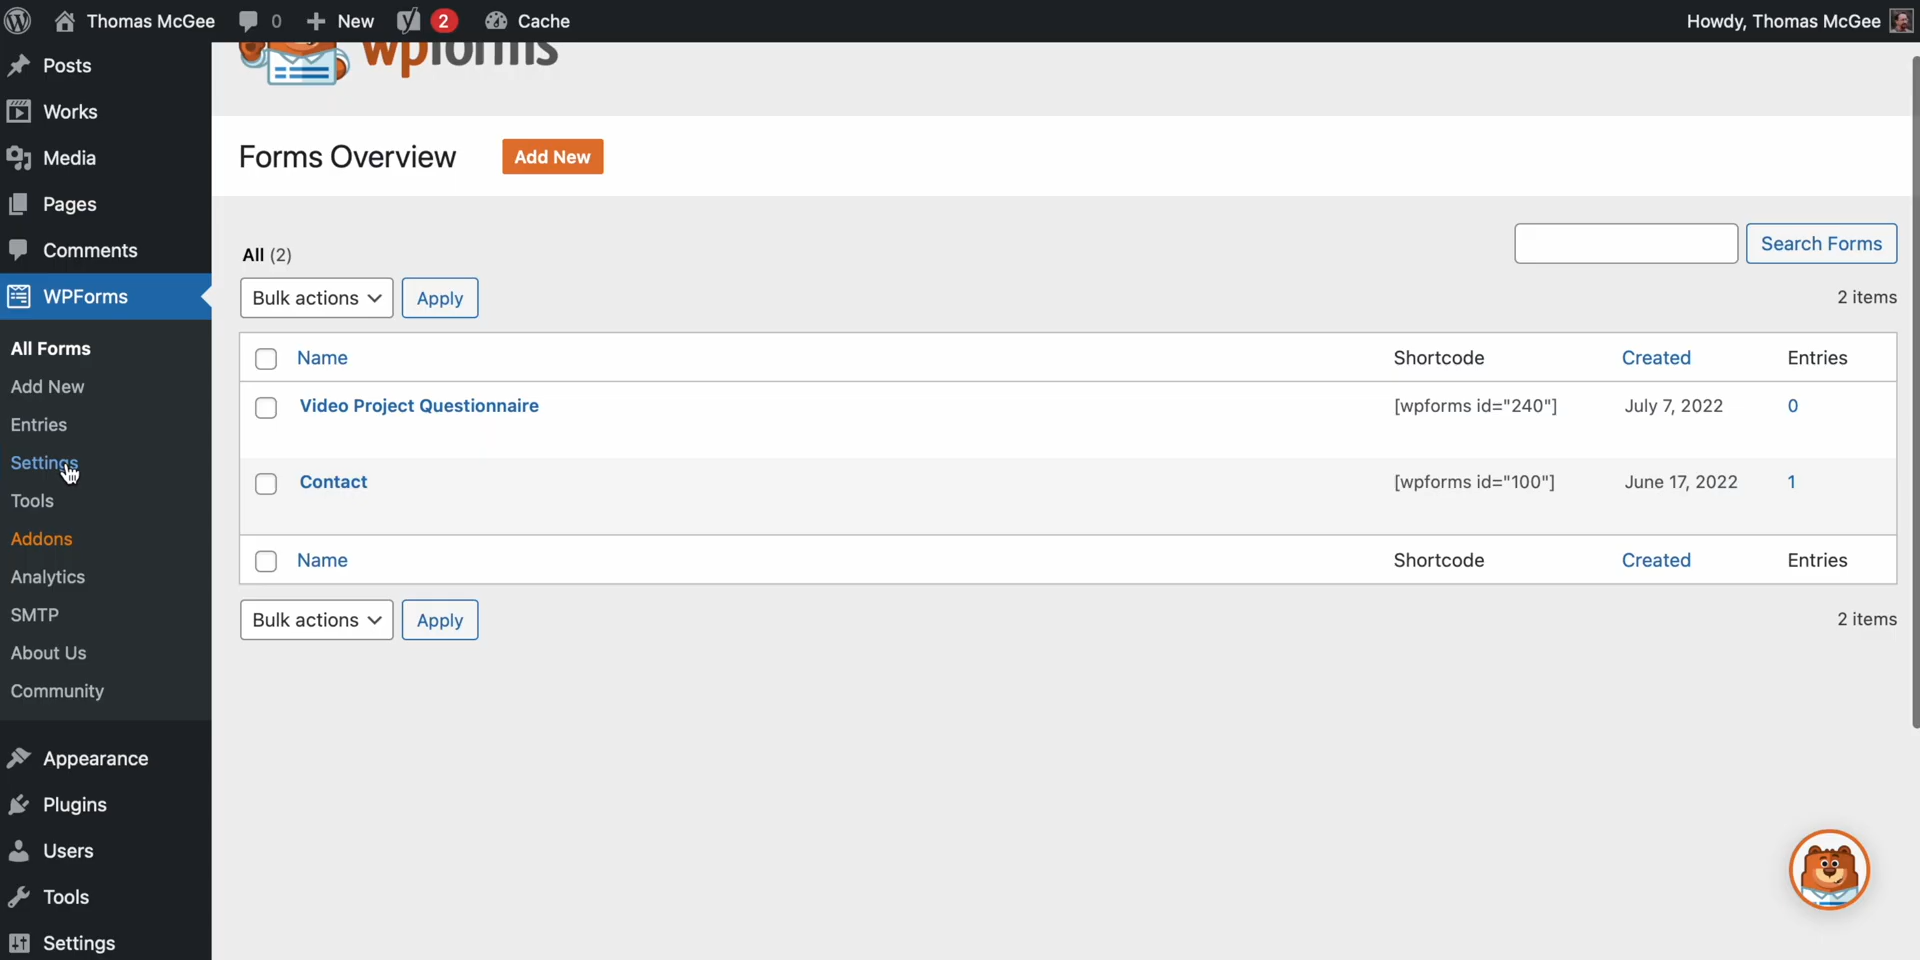 Thomas McGee 0 New 2 Cache Howdy, Thomas McGee
wpforms
Posts
Works
Media
Pages
Comments
WPForms
All Forms
Add New
Entries
Settings
Tools
Addons
Analytics
SMTP
About Us
Community
Appearance
Plugins
Users
Tools
Settings
Forms Overview Add New
All (2)
Search Forms
Bulk actions Apply 2 items
Name Shortcode Created Entries
Video Project Questionnaire [wpforms id="240"] July 7, 2022 0
Contact [wpforms id="100"] June 17, 2022 1
Name Shortcode Created Entries
Bulk actions Apply 2 items